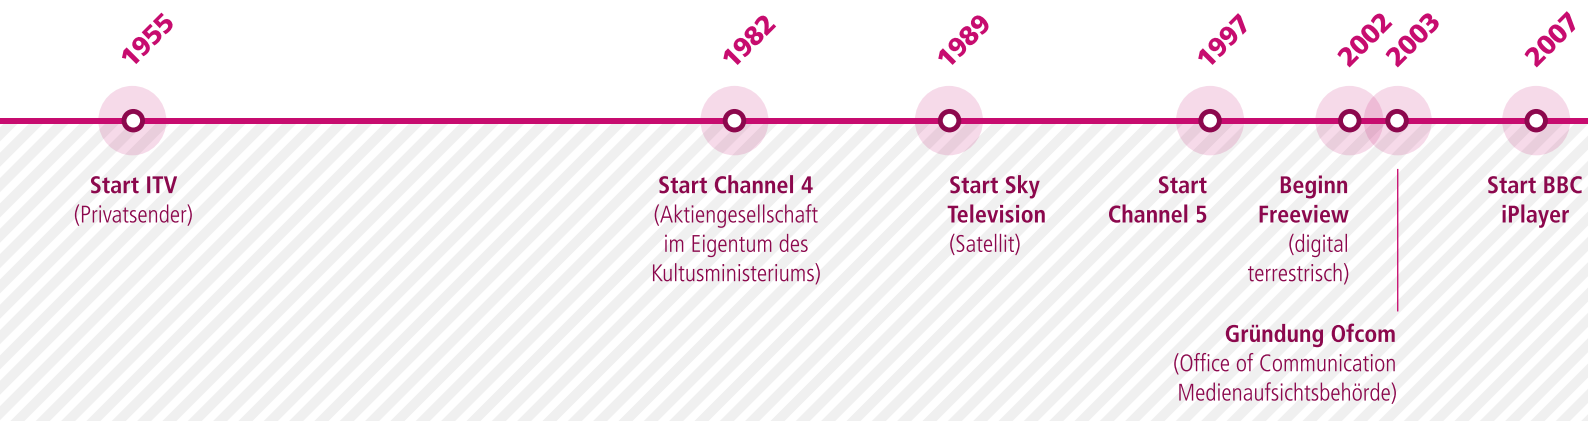 1955
Start ITV
(Privatsender)
1982
Start Channel 4
(Aktiengesellschaft
im Eigentum des
Kultusministeriums)
1989
Start Sky
Television
(Satellit)
1997
Start
Channel 5
2002
Beginn
Freeview
(digital
terrestrisch)
2003
Gründung Ofcom
(Office of Communication
Medienaufsichtsbehörde)
2007
Start BBC
iPlayer